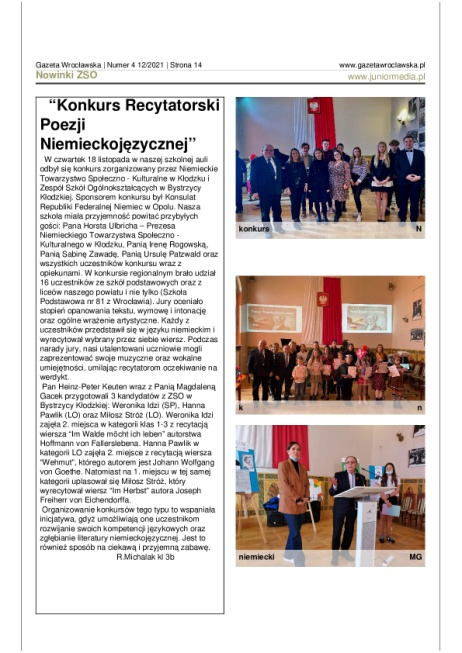 Gazeta Wrocławska | Numer 4 12/2021 | Strona 14
www.gazetawroclawska.pl
Nowinki ZSO
www.juniormedia.pl
“Konkurs Recytatorski
Poezji
Niemieckojęzycznej”
W czwartek 18 listopada w naszej szkolnej auli
odbył się konkurs zorganizowany przez Niemieckie
Towarzystwo Społeczno - Kulturalne w Kłodzku i
Zespół Szkół Ogólnokształcących w Bystrzycy
Kłodzkiej. Sponsorem konkursu był Konsulat
Republiki Federalnej Niemiec w Opolu. Nasza
szkoła miała przyjemność powitać przybyłych
gości: Pana Horsta Ulbricha – Prezesa
Niemieckiego Towarzystwa Społeczno -
Kulturalnego w Kłodzku, Panią Irenę Rogowską,
Panią Sabinę Zawadę, Panią Ursulę Patzwald oraz
wszystkich uczestników konkursu wraz z
opiekunami. W konkursie regionalnym brało udział
16 uczestników ze szkół podstawowych oraz z
liceów naszego powiatu i nie tylko (Szkoła
Podstawowa nr 81 z Wrocławia). Jury oceniało
stopień opanowania tekstu, wymowę i intonację
oraz ogólne wrażenie artystyczne. Każdy z
uczestników przedstawił się w języku niemieckim i
wyrecytował wybrany przez siebie wiersz. Podczas
narady jury, nasi utalentowani uczniowie mogli
zaprezentować swoje muzyczne oraz wokalne
umiejętności, umilając recytatorom oczekiwanie na
werdykt.
Pan Heinz-Peter Keuten wraz z Panią Magdaleną
Gacek przygotowali 3 kandydatów z ZSO w
Bystrzycy Kłodzkiej: Weronika Idzi (SP), Hanna
Pawlik (LO) oraz Miłosz Stróż (LO). Weronika Idzi
zajęła 2. miejsca w kategorii klas 1-3 z recytacją
wiersza “Im Walde möcht ich leben” autorstwa
Hoffmann von Fallerslebena. Hanna Pawlik w
kategorii LO zajęła 2. miejsce z recytacją wiersza
“Wehmut”, którego autorem jest Johann Wolfgang
von Goethe. Natomiast na 1. miejscu w tej samej
kategorii uplasował się Miłosz Stróż, który
wyrecytował wiersz “Im Herbst” autora Joseph
Freiherr von Eichendorffa.
Organizowanie konkursów tego typu to wspaniała
inicjatywa, gdyż umożliwiają one uczestnikom
rozwijanie swoich kompetencji językowych oraz
zgłębianie literatury niemieckojęzycznej. Jest to
również sposób na ciekawą i przyjemną zabawę.
R.Michalak kl 3b
konkurs N
k n
niemiecki MG